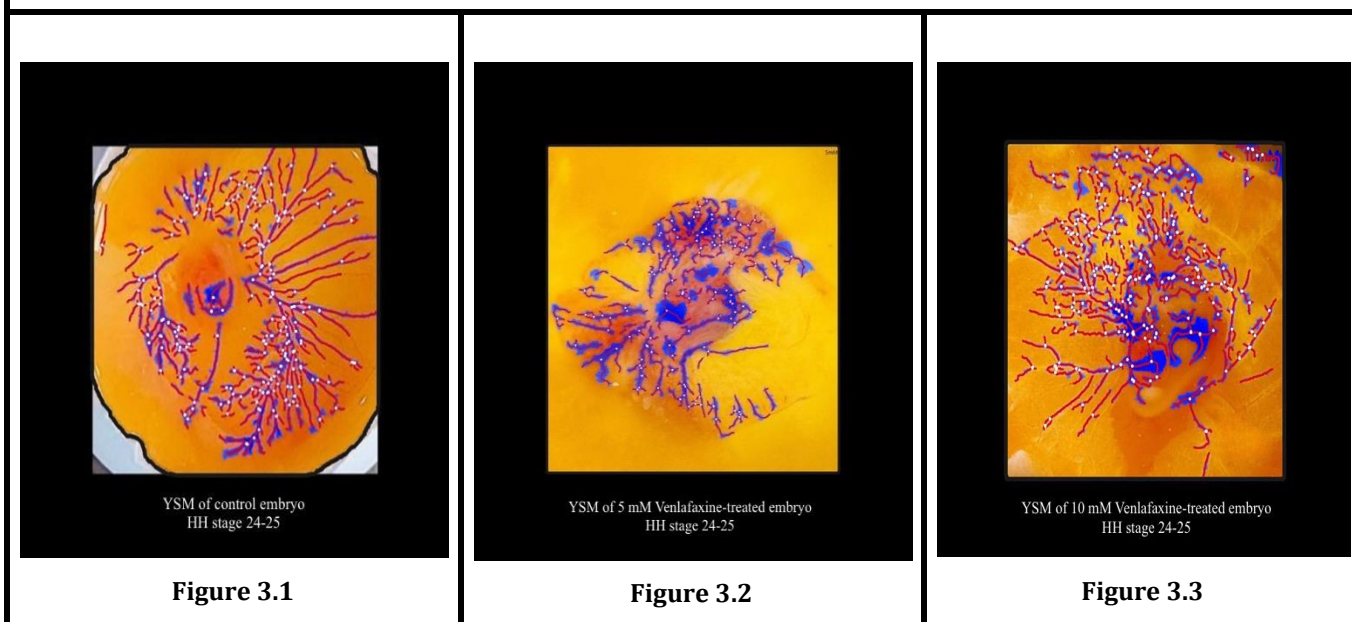 YSM of control embryo
HH stage 24-25
Figure 3.1
YSM of 5 mM Venlafaxine-treated embryo
HH stage 24-25
Figure 3.2
YSM of 10 mM Venlafaxine-treated embryo
HH stage 24-25
Figure 3.3